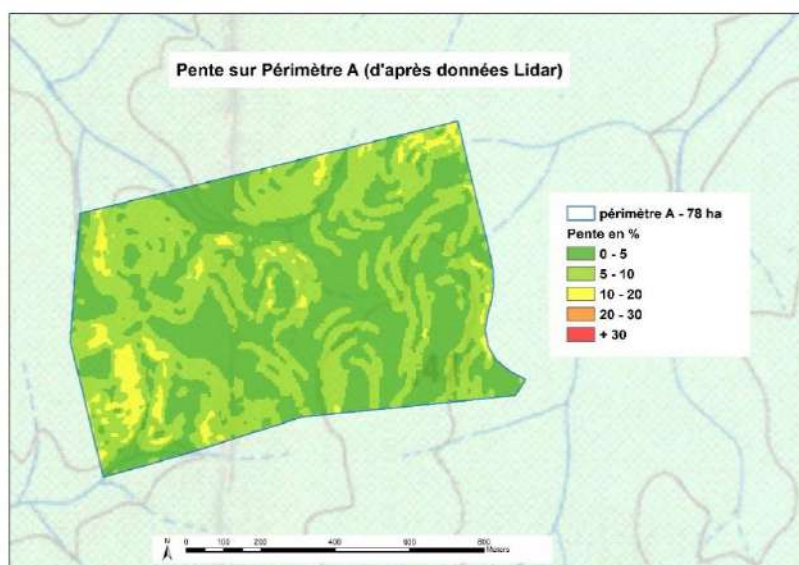 Pente sur Périmètre A (d'après données Lidar)
périmètre A - 78 ha
Pente en %
0 - 5
5 - 10
10 - 20
20 - 30
+ 30
N 0 100 200 400 600 800
Meters